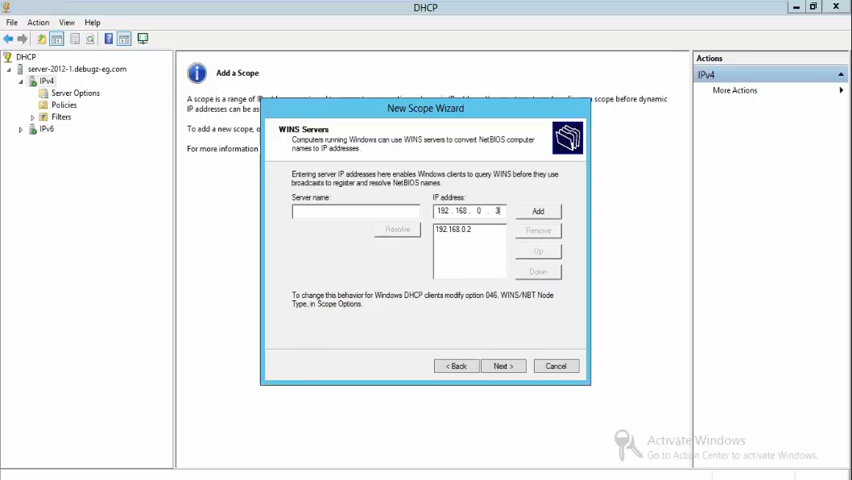 DHCP
File Action View Help
DHCP
server-2012-1.debugz-eg.com
IPv4
Server Options
Policies
Filters
IPv6
Add a Scope
A scope is a range of IP
IP addresses
To add a new scope,
For more information
scope before dynamic
New Scope Wizard
WINS Servers
Computers running Windows can use WINS servers to convert NetBIOS computer
names to IP addresses.
Entering server IP addresses here enables Windows clients to query WINS before they use
broadcasts to register and resolve NetBIOS names.
Server name:
IP address:
192 . 168 . 0 . 3
Add
Resolve
192.168.0.2
Remove
Up
Down
To change this behavior for Windows DHCP clients modify option 046, WINS/NBT Node
Type, in Scope Options.
< Back
Next >
Cancel
Actions
IPv4
More Actions
Activate Windows
Go to Action Center to activate Windows.